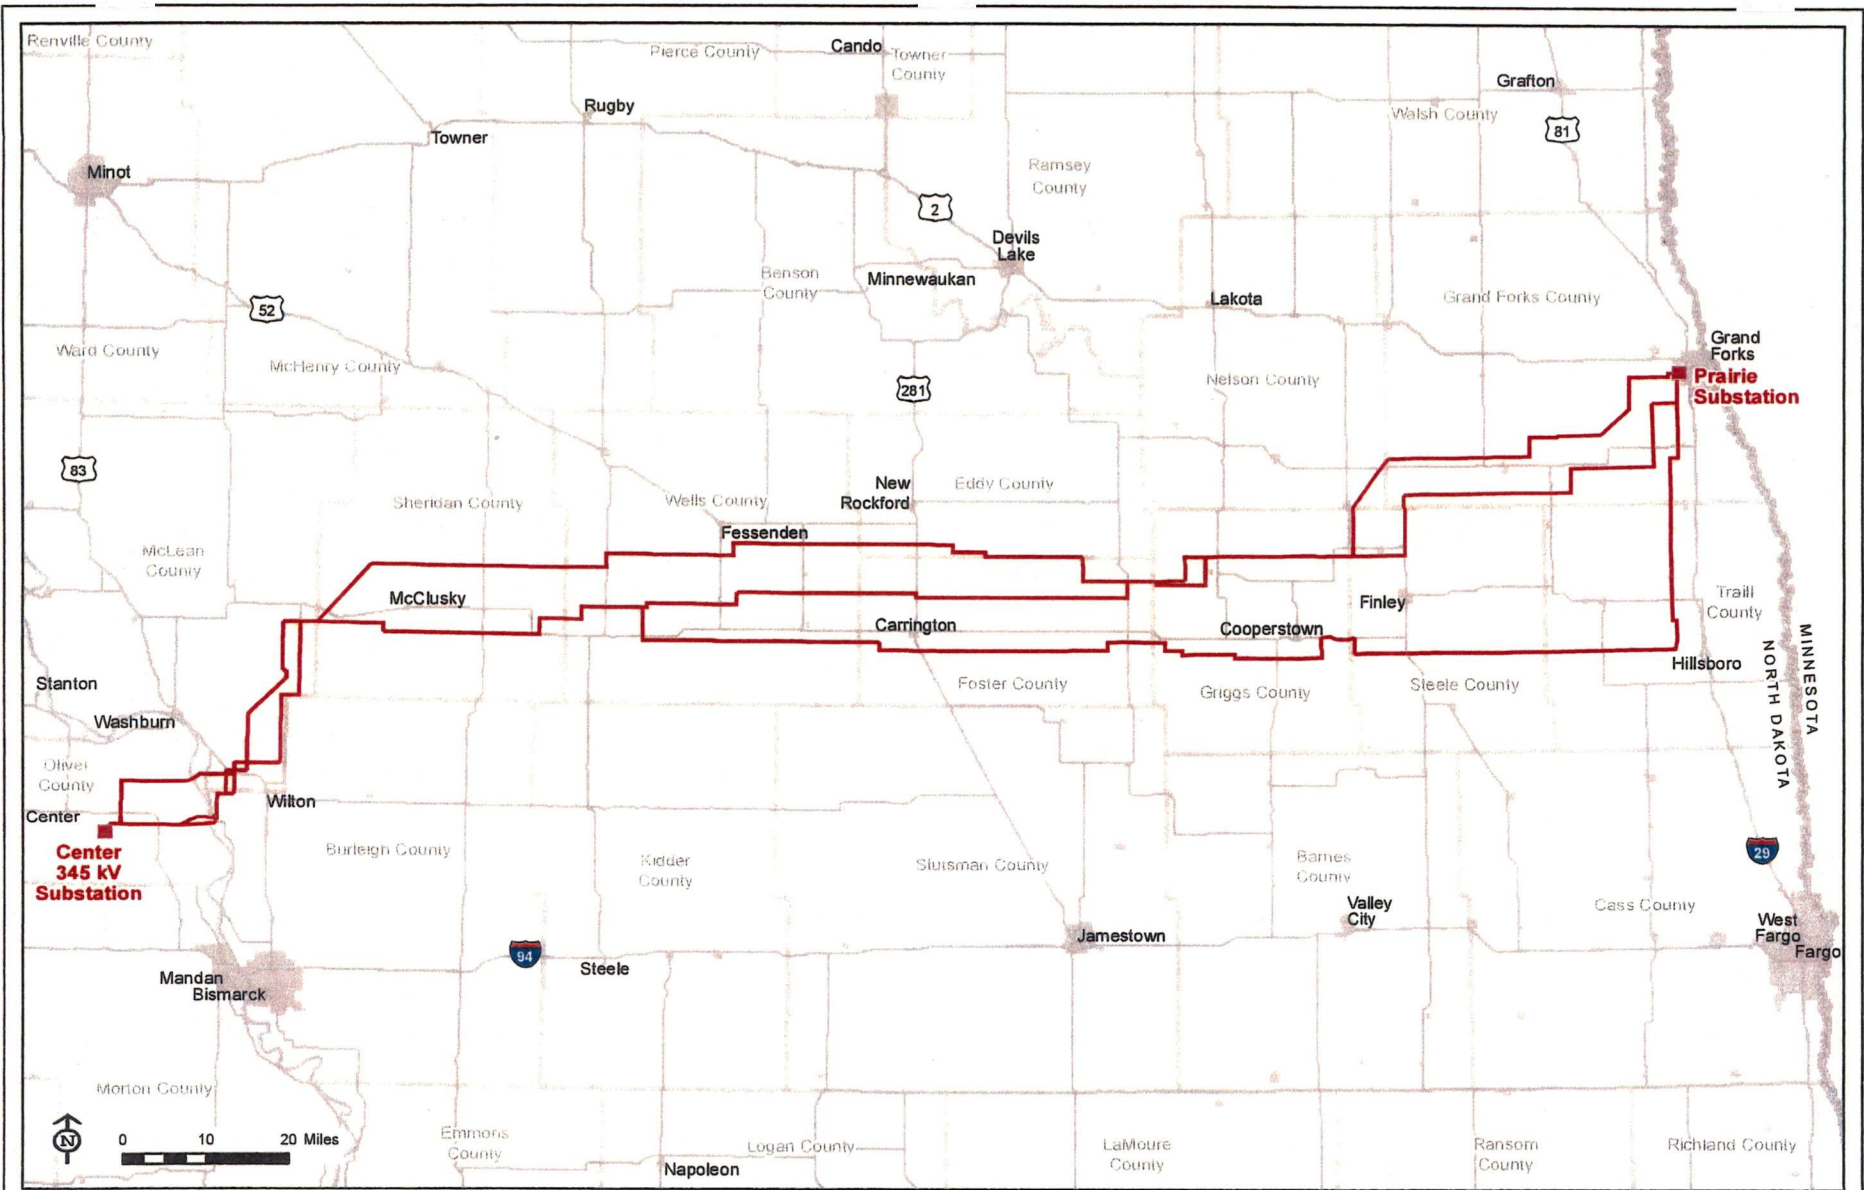 Renville County
Pierce County
Cando
Towner
County
Grafton
Walsh County
81
Rugby
Towner
Minot
Ramsey
County
2
Devils
Lake
Benson
County
Minnewaukan
Lakota
Grand Forks County
52
Ward County
McHenry County
Grand
Forks
Prairie
Substation
Nelson County
281
83
Sheridan County
Wells County
New
Rockford
Eddy County
Fessenden
McLean
County
McClusky
Carrington
Cooperstown
Finley
Traill
County
MINNESOTA
NORTH DAKOTA
Hillsboro
Stanton
Washburn
Foster County
Griggs County
Steele County
Oliver
County
Center
Wilton
Center
345 kV
Substation
Burleigh County
Kidder
County
Stutsman County
Barnes
County
29
Valley
City
Cass County
West
Fargo
Fargo
Jamestown
94
Steele
Mandan
Bismarck
Morton County
N
0 10 20 Miles
Emmons
County
Logan County
Napoleon
LaMoure
County
Ransom
County
Richland County